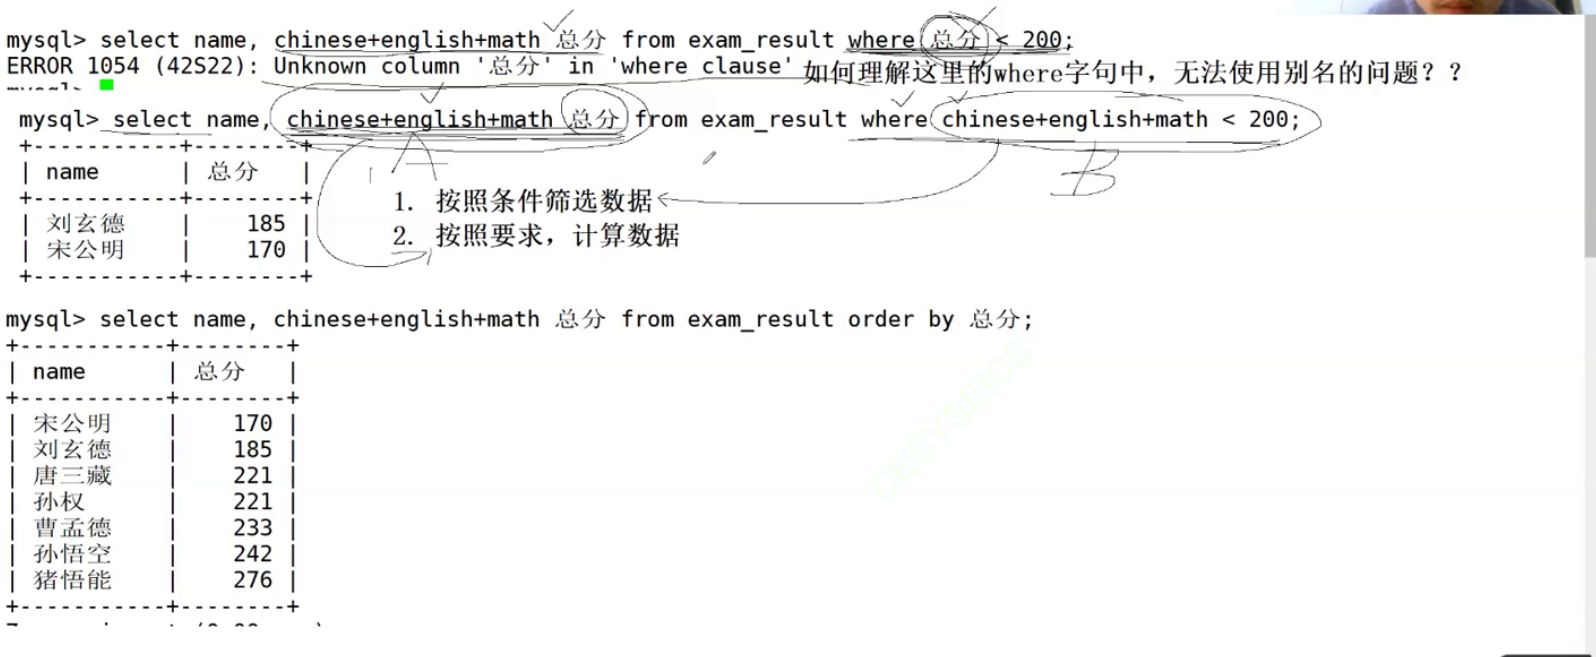 mysql> select name, chinese+english+math 总分 from exam_result where 总分 < 200;
ERROR 1054 (42S22): Unknown column '总分' in 'where clause'
如何理解这里的where字句中，无法使用别名的问题？？
mysql> select name, chinese+english+math 总分 from exam_result where chinese+english+math < 200;
+-----------+--------+
| name | 总分 |
+-----------+--------+
| 刘玄德 | 185 |
| 宋公明 | 170 |
+-----------+--------+
1. 按照条件筛选数据
2. 按照要求，计算数据
B
mysql> select name, chinese+english+math 总分 from exam_result order by 总分;
+-----------+--------+
| name | 总分 |
+-----------+--------+
| 宋公明 | 170 |
| 刘玄德 | 185 |
| 唐三藏 | 221 |
| 孙权 | 221 |
| 曹孟德 | 233 |
| 孙悟空 | 242 |
| 猪悟能 | 276 |
+-----------+--------+
CESYSEICS